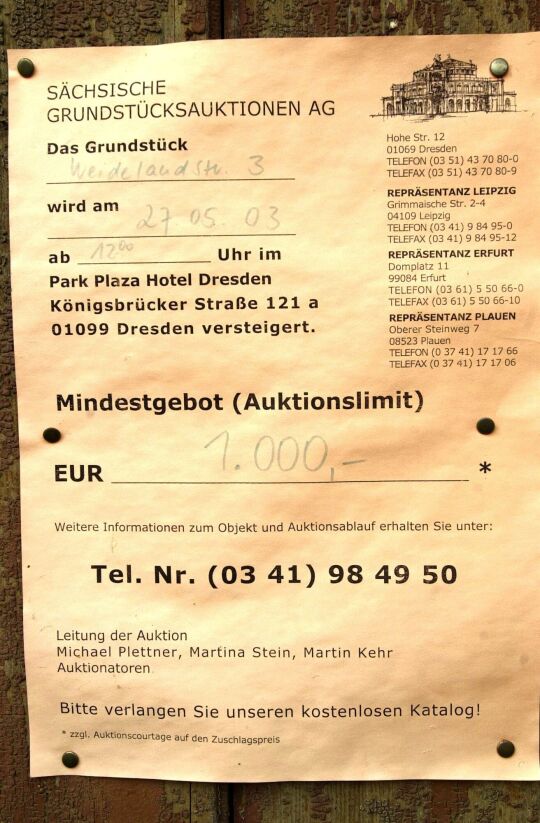 SÄCHSISCHE
GRUNDSTÜCKSAUKTIONEN AG
Das Grundstück
Weidelandstr. 3
wird am
27 05. 03
ab 12⁰⁰ Uhr im
Park Plaza Hotel Dresden
Königsbrücker Straße 121 a
01099 Dresden versteigert.
Hohe Str. 12
01069 Dresden
TELEFON (03 51) 43 70 80-0
TELEFAX (03 51) 43 70 80-9
REPRÄSENTANZ LEIPZIG
Grimmaische Str. 2-4
04109 Leipzig
TELEFON (03 41) 9 84 95-0
TELEFAX (03 41) 9 84 95-12
REPRÄSENTANZ ERFURT
Domplatz 11
99084 Erfurt
TELEFON (03 61) 5 50 66-0
TELEFAX (03 61) 5 50 66-10
REPRÄSENTANZ PLAUEN
Oberer Steinweg 7
08523 Plauen
TELEFON (0 37 41) 17 17 66
TELEFAX (0 37 41) 17 17 06
Mindestgebot (Auktionslimit)
EUR 1.000,- *
Weitere Informationen zum Objekt und Auktionsablauf erhalten Sie unter:
Tel. Nr. (03 41) 98 49 50
Leitung der Auktion
Michael Plettner, Martina Stein, Martin Kehr
Auktionatoren
Bitte verlangen Sie unseren kostenlosen Katalog!
* zzgl. Auktionscourtage auf den Zuschlagspreis